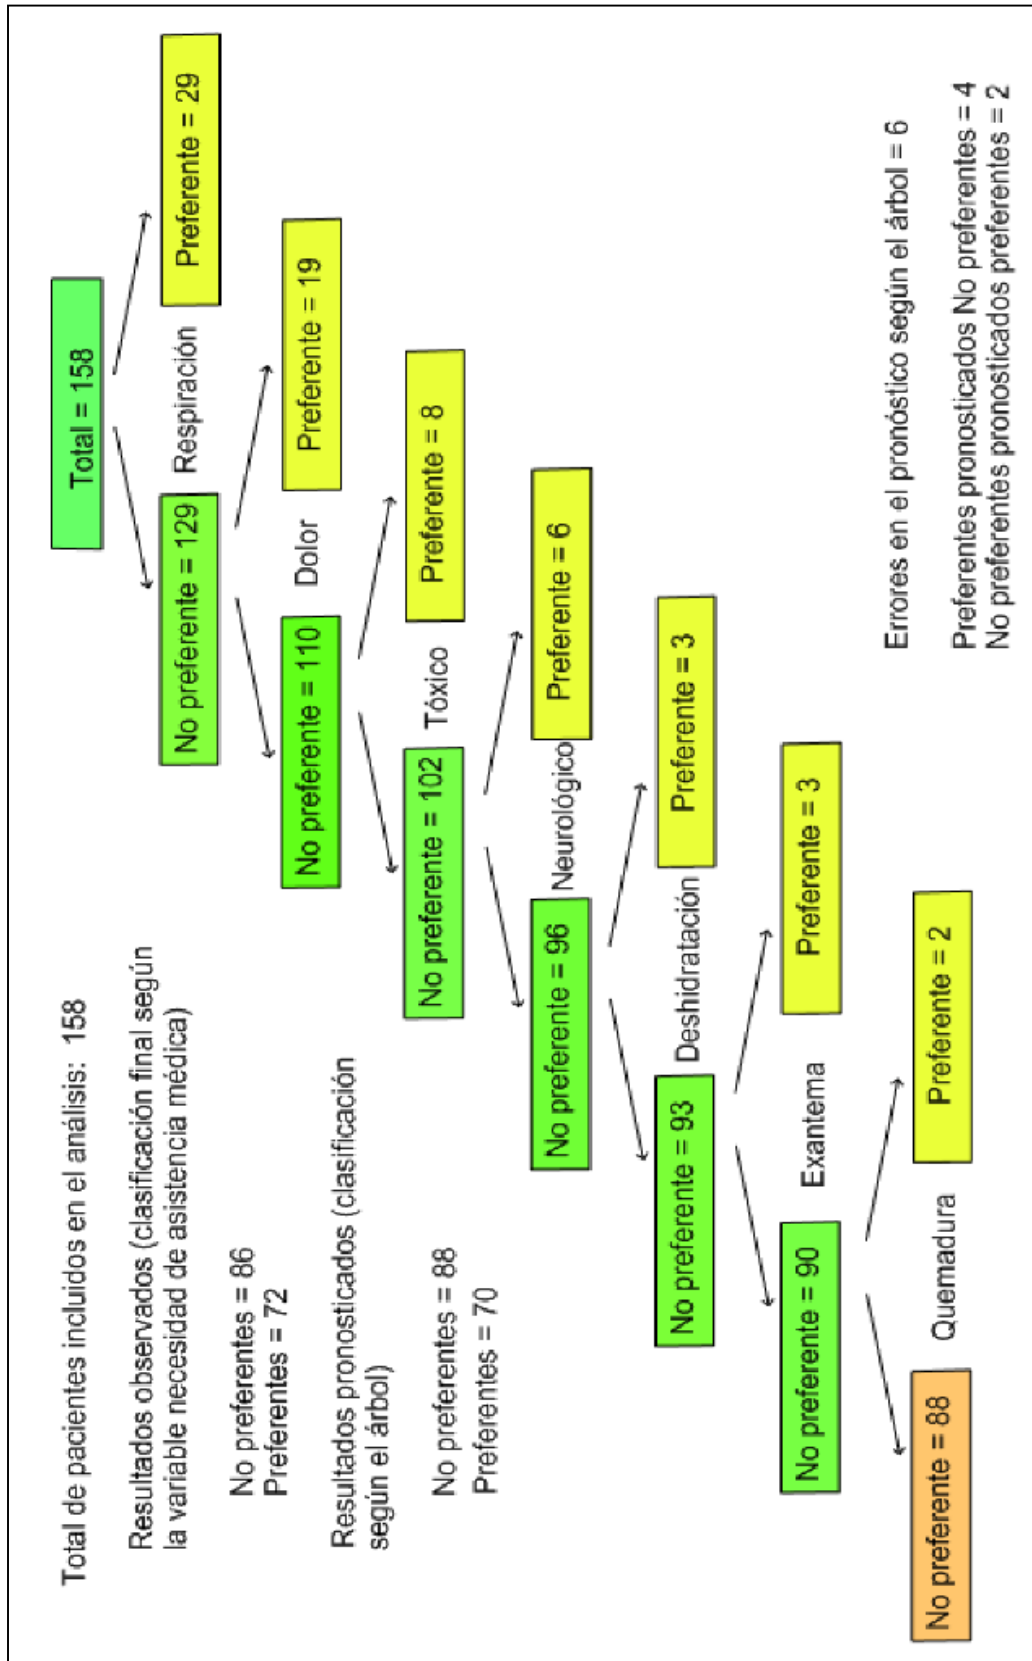 Total de pacientes incluidos en el análisis: 158
Resultados observados (clasificación final según
la variable necesidad de asistencia médica)
No preferentes = 86
Preferentes = 72
Resultados pronosticados (clasificación
según el árbol)
No preferentes = 88
Preferentes = 70
Total = 158
No preferente = 129
Respiración
Preferente = 29
No preferente = 110
Dolor
Preferente = 19
No preferente = 102
Tóxico
Preferente = 8
No preferente = 96
Neurológico
Preferente = 6
No preferente = 93
Deshidratación
Preferente = 3
No preferente = 90
Exantema
Preferente = 3
No preferente = 88
Quemadura
Preferente = 2
Errores en el pronóstico según el árbol = 6
Preferentes pronosticados No preferentes = 4
No preferentes pronosticados preferentes = 2